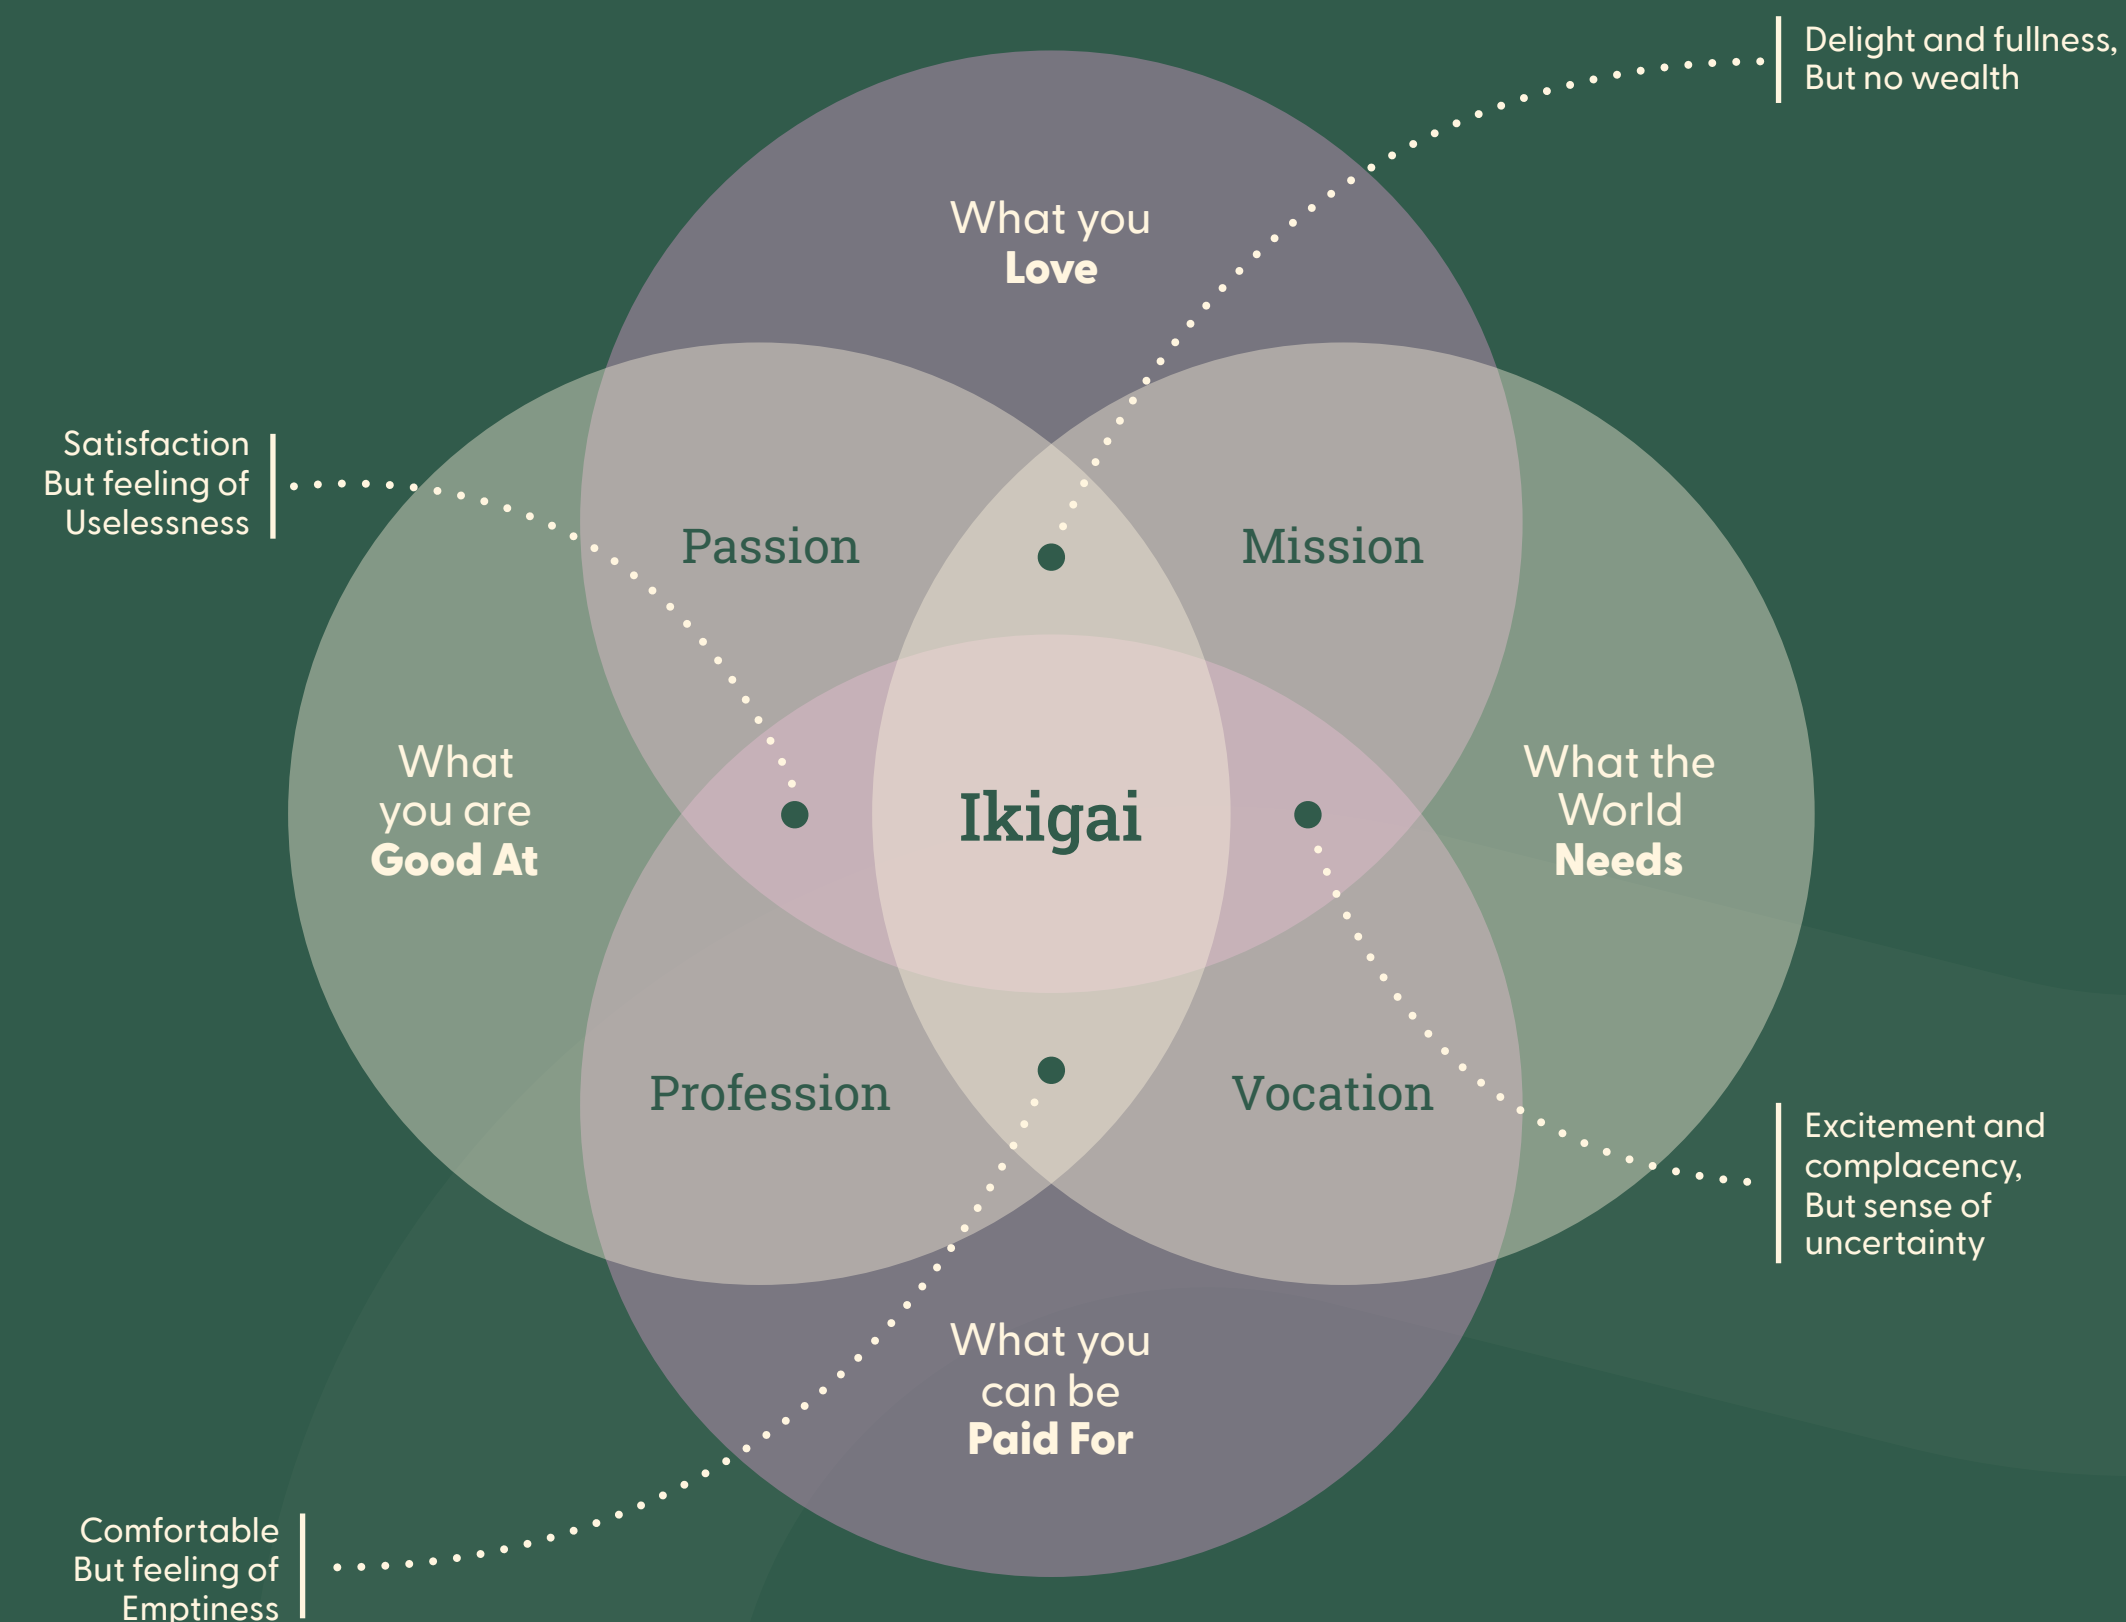 Delight and fullness,
But no wealth
What you
Love
Satisfaction
But feeling of
Uselessness
Passion
Mission
What
you are
Good At
Ikigai
What the
World
Needs
Profession
Vocation
Excitement and
complacency,
But sense of
uncertainty
What you
can be
Paid For
Comfortable
But feeling of
Emptiness